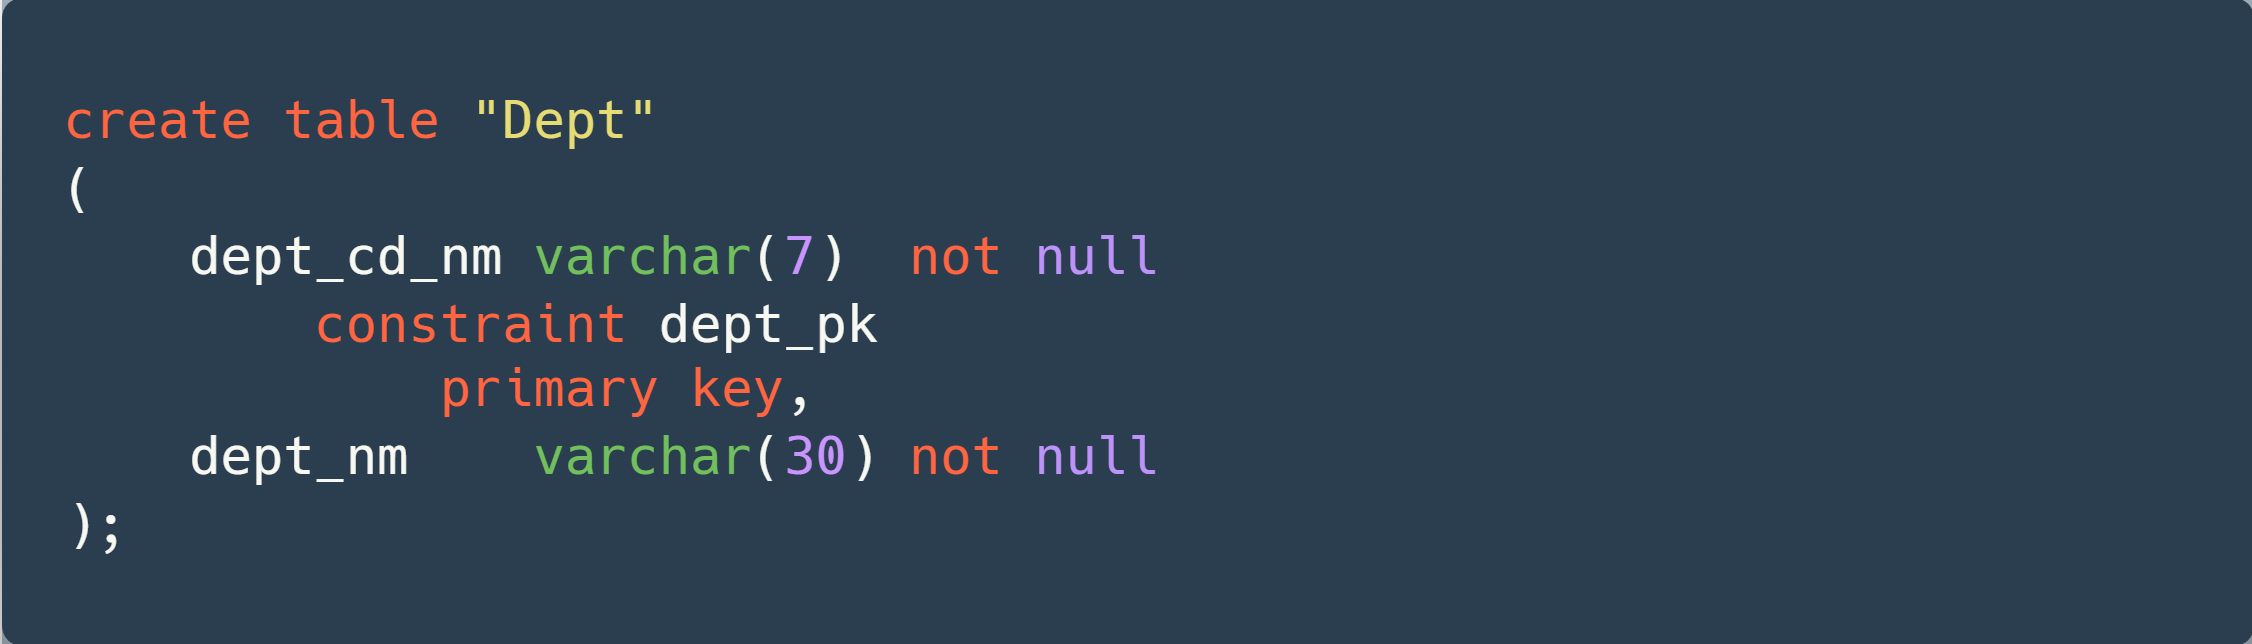 create table "Dept"
(
    dept_cd_nm varchar(7)  not null
        constraint dept_pk
            primary key,
    dept_nm    varchar(30) not null
);